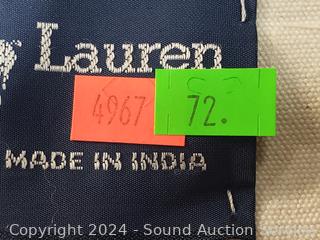 Lauren
4967
72.
MADE IN INDIA
Copyright 2024 - Sound Auction Service